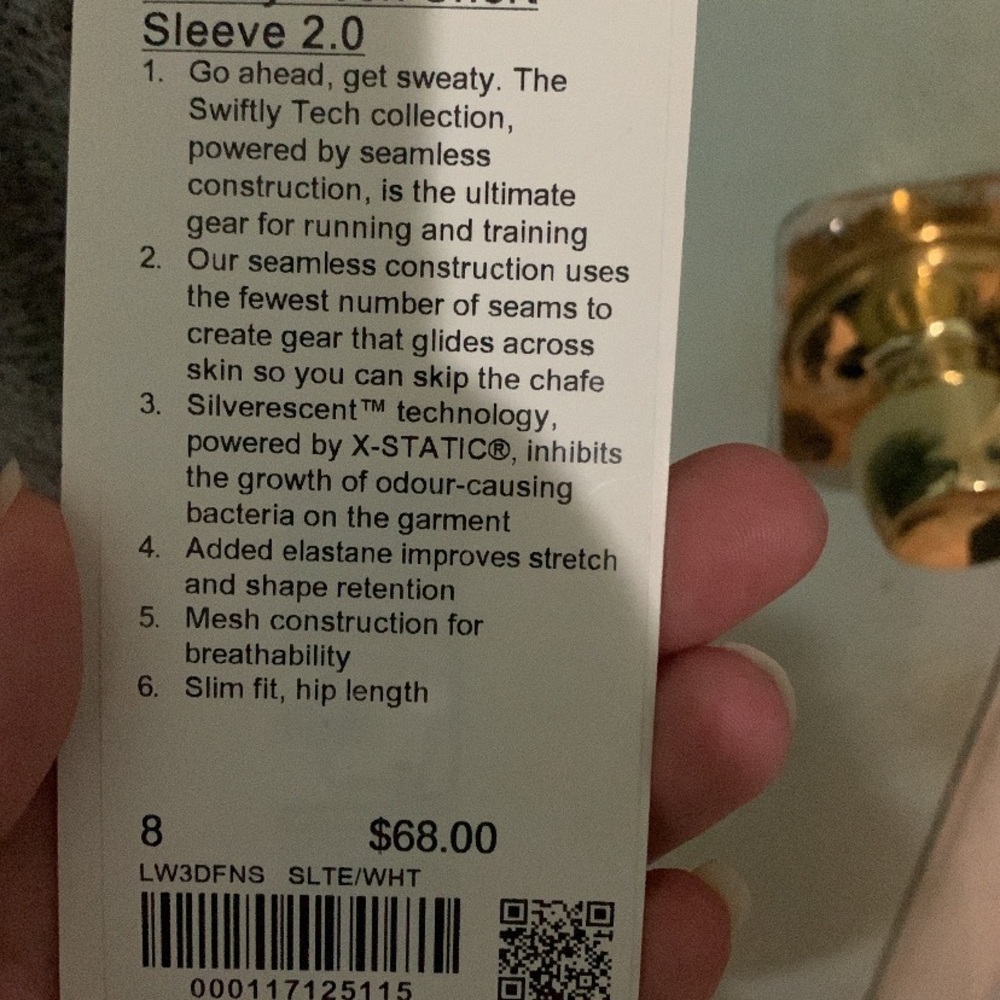 Sleeve 2.0
1. Go ahead, get sweaty. The
Swiftly Tech collection,
powered by seamless
construction, is the ultimate
gear for running and training
2. Our seamless construction uses
the fewest number of seams to
create gear that glides across
skin so you can skip the chafe
3. Silverescent™ technology,
powered by X-STATIC®, inhibits
the growth of odour-causing
bacteria on the garment
4. Added elastane improves stretch
and shape retention
5. Mesh construction for
breathability
6. Slim fit, hip length
8 $68.00
LW3DFNS SLTE/WHT
000117125115